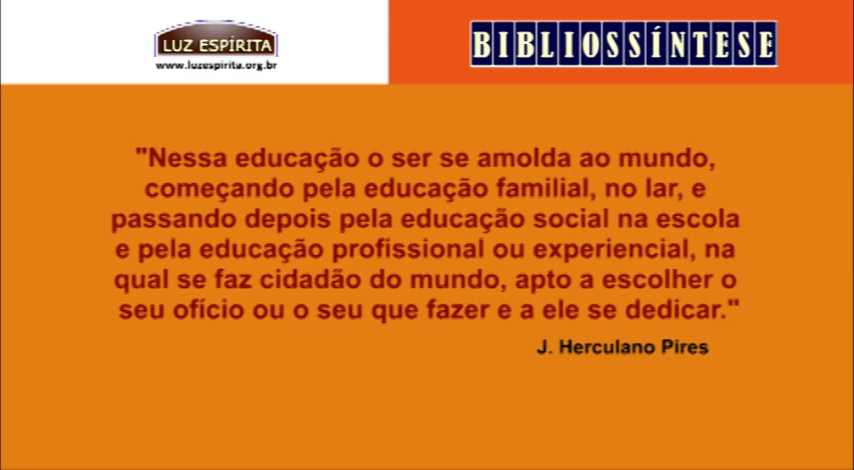 LUZ ESPÍRITA
www.luzespirita.org.br
BIBLIOSSÍNTESE
"Nessa educação o ser se amolda ao mundo,
começando pela educação familial, no lar, e
passando depois pela educação social na escola
e pela educação profissional ou experiencial, na
qual se faz cidadão do mundo, apto a escolher o
seu ofício ou o seu que fazer e a ele se dedicar."
J. Herculano Pires